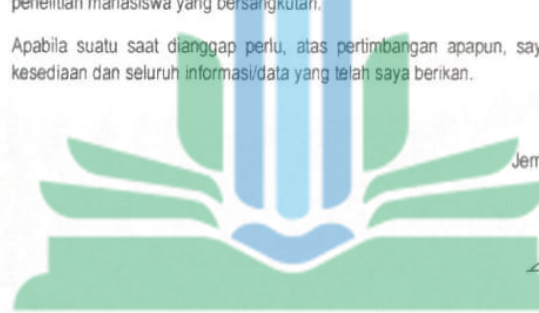 penelitian mahasiswa yang bersangkutan.
Apabila suatu saat dianggap perlu, atas pertimbangan apapun, say
kesediaan dan seluruh informasi/data yang telah saya berikan.
Jem